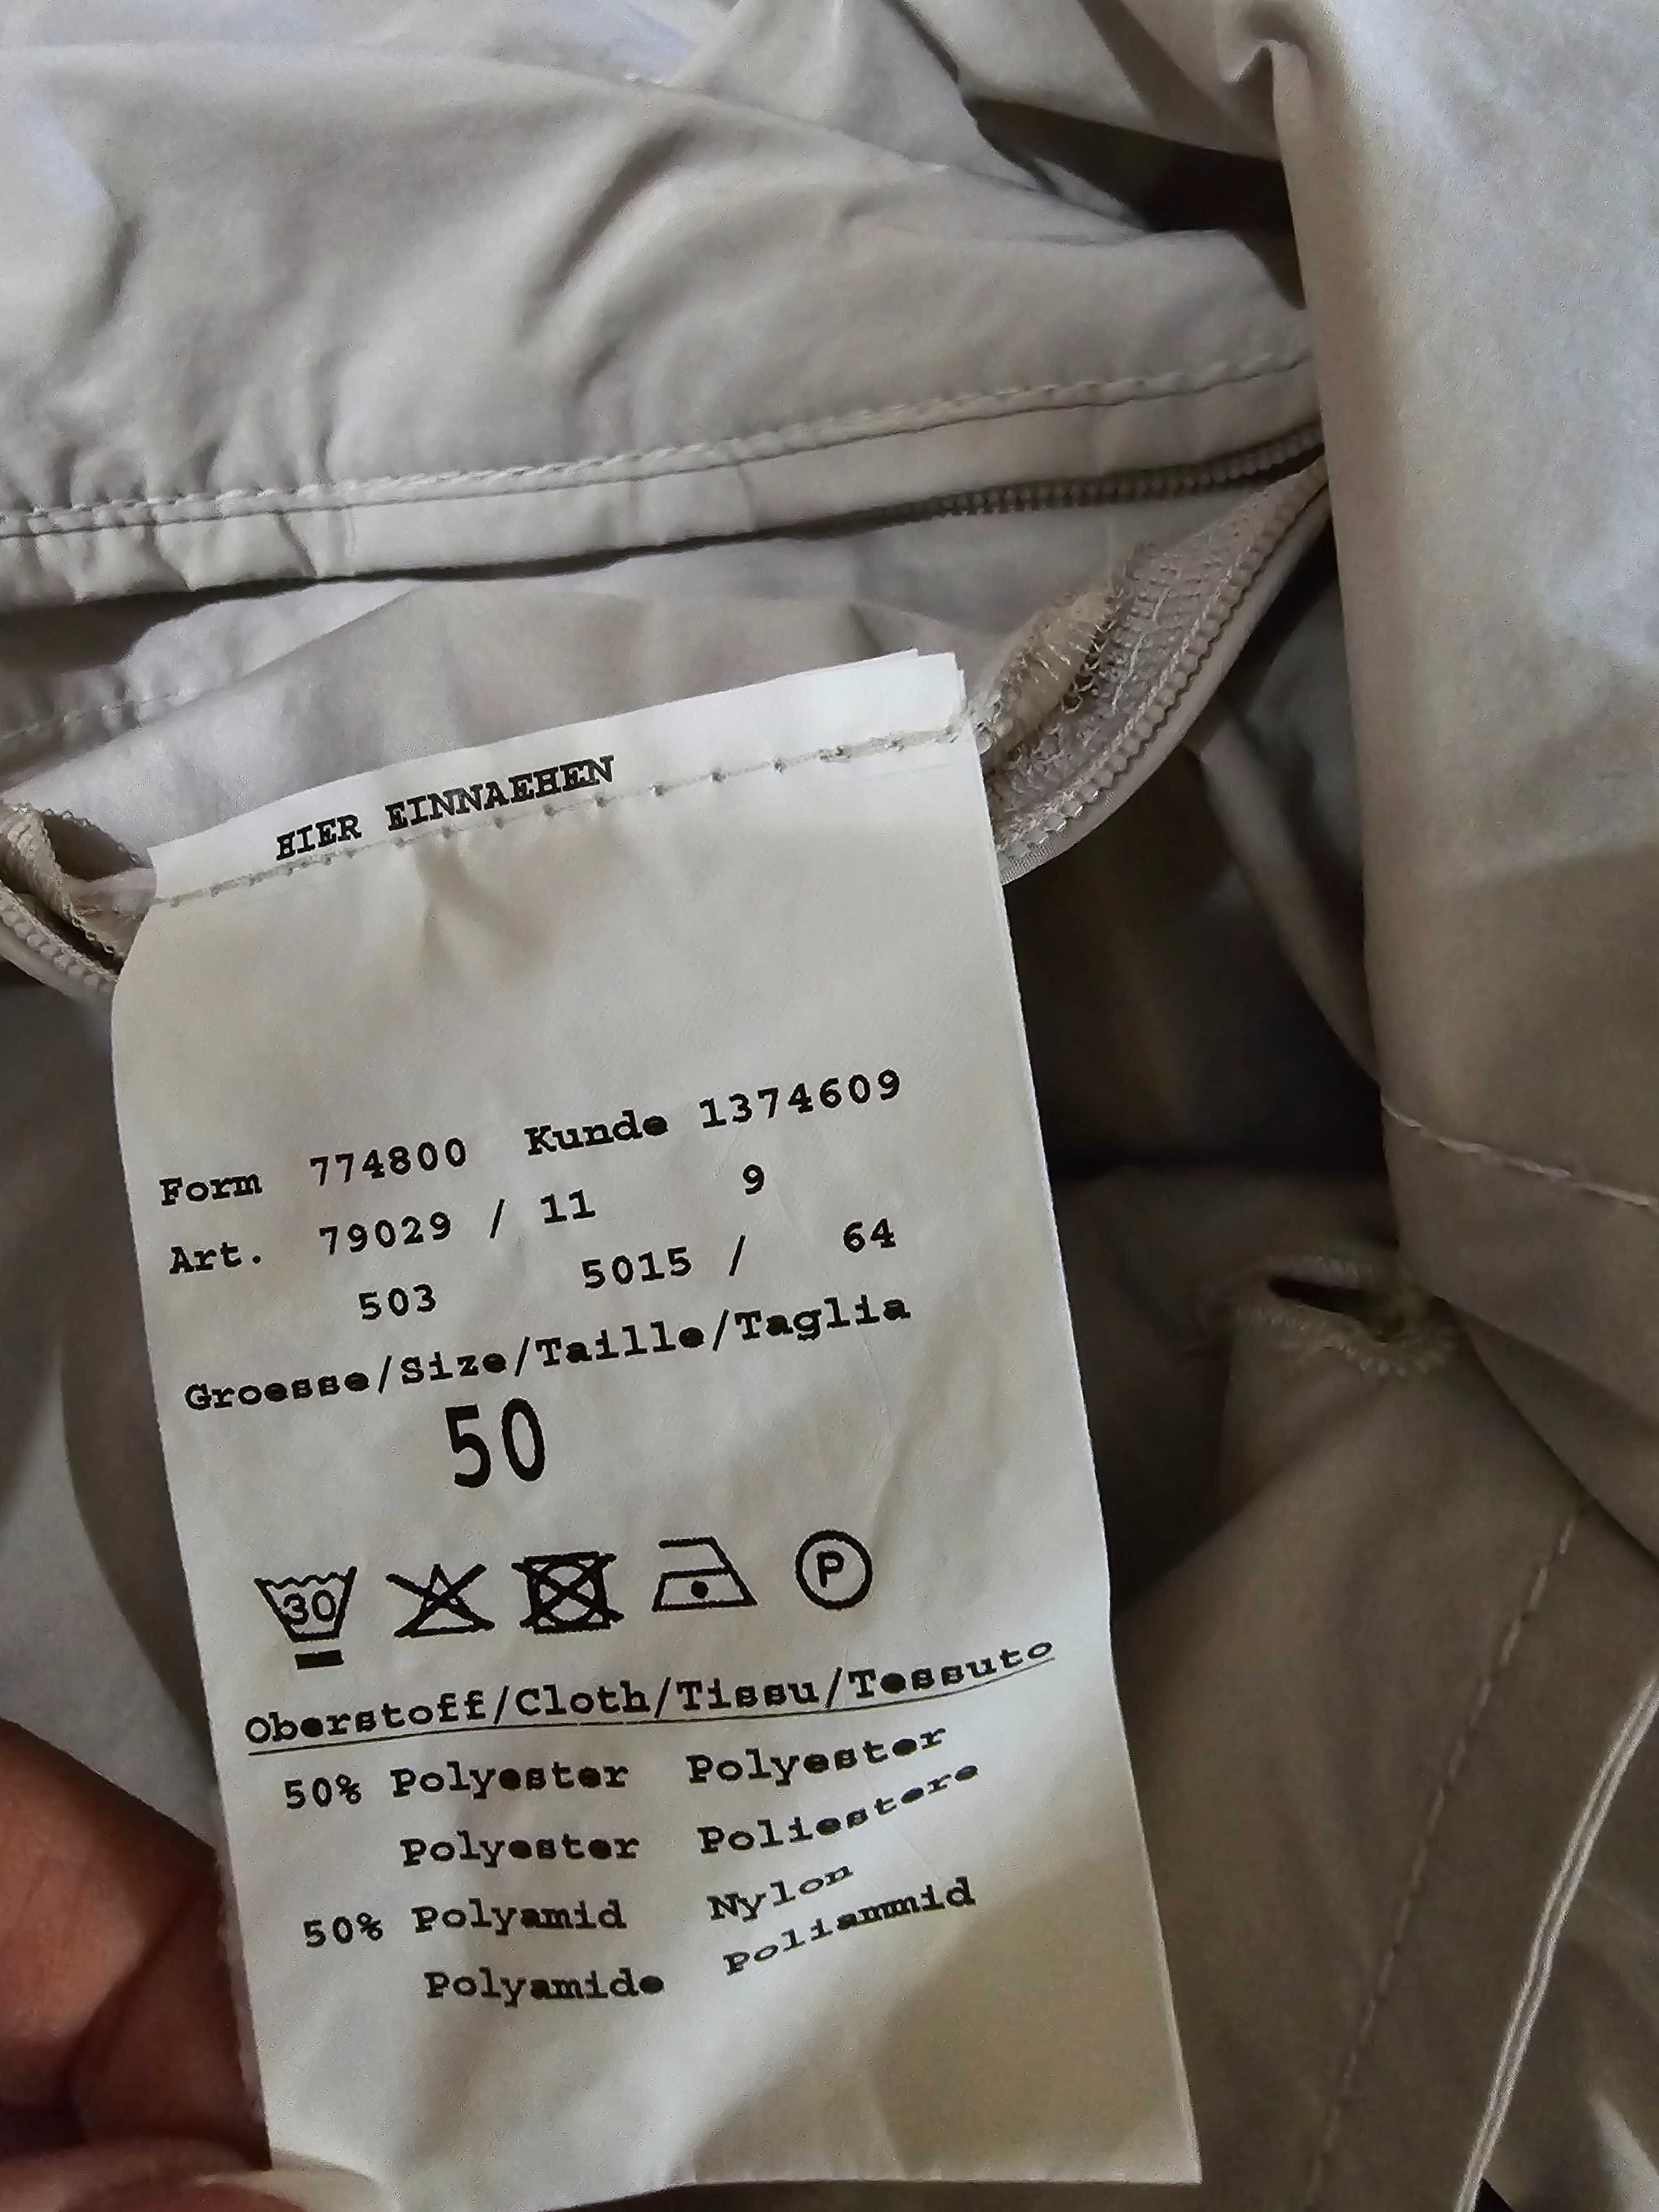 HIER EINNAEHEN
Form 774800 Kunde 1374609
Art. 79029 / 11 9
503 5015 / 64
Groesse/Size/Taille/Taglia
50
30 P
Oberstoff/Cloth/Tissu/Tessuto
50% Polyester Polyester
Polyester Poliestere
50% Polyamid Nylon
Polyamide Poliammid